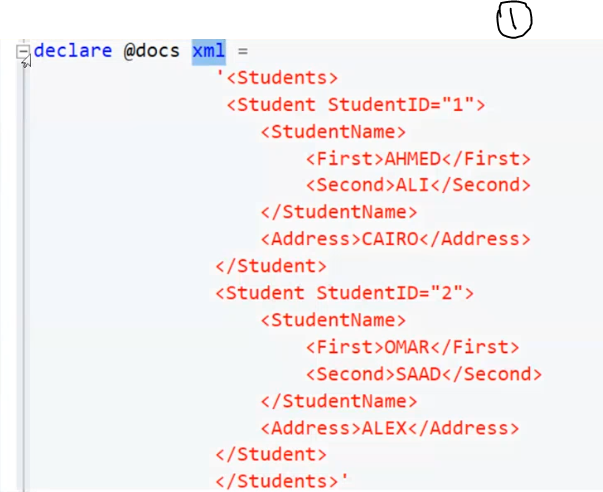 1
declare @docs xml =
'<Students>
<Student StudentID="1">
<StudentName>
<First>AHMED</First>
<Second>ALI</Second>
</StudentName>
<Address>CAIRO</Address>
</Student>
<Student StudentID="2">
<StudentName>
<First>OMAR</First>
<Second>SAAD</Second>
</StudentName>
<Address>ALEX</Address>
</Student>
</Students>'